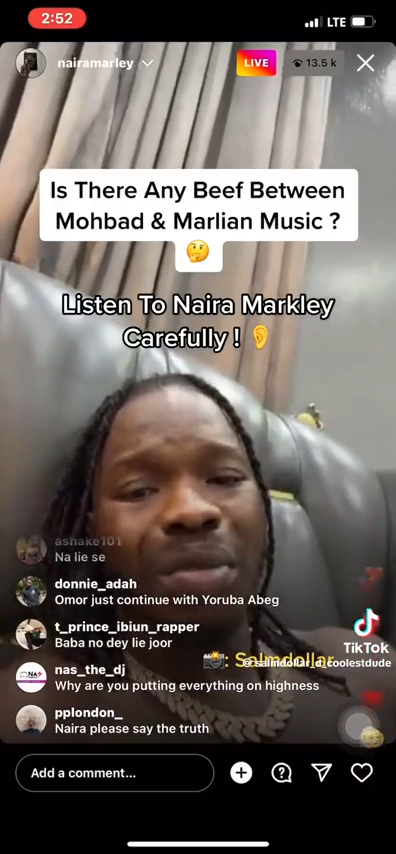 2:52
LTE
nairamarley
LIVE
13.5 k
Is There Any Beef Between
Mohbad & Marlian Music ?
🤔
Listen To Naira Markley
Carefully ! 👂
ashake101
Na lie se
donnie_adah
Omor just continue with Yoruba Abeg
t_prince_ibiun_rapper
Baba no dey lie joor
nas_the_dj
Why are you putting everything on highness
pplondon_
Naira please say the truth
📸: Salmdollar
TikTok
@salmdollar_dcoolestdude
Add a comment...